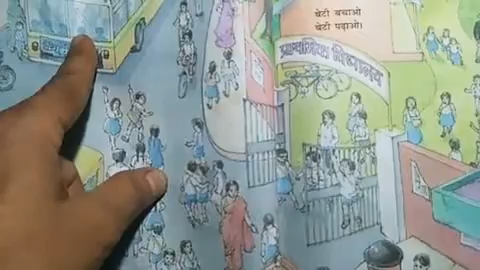 बेटी बचाओ
बेटी पढ़ाओ।
प्राथमिक विद्यालय